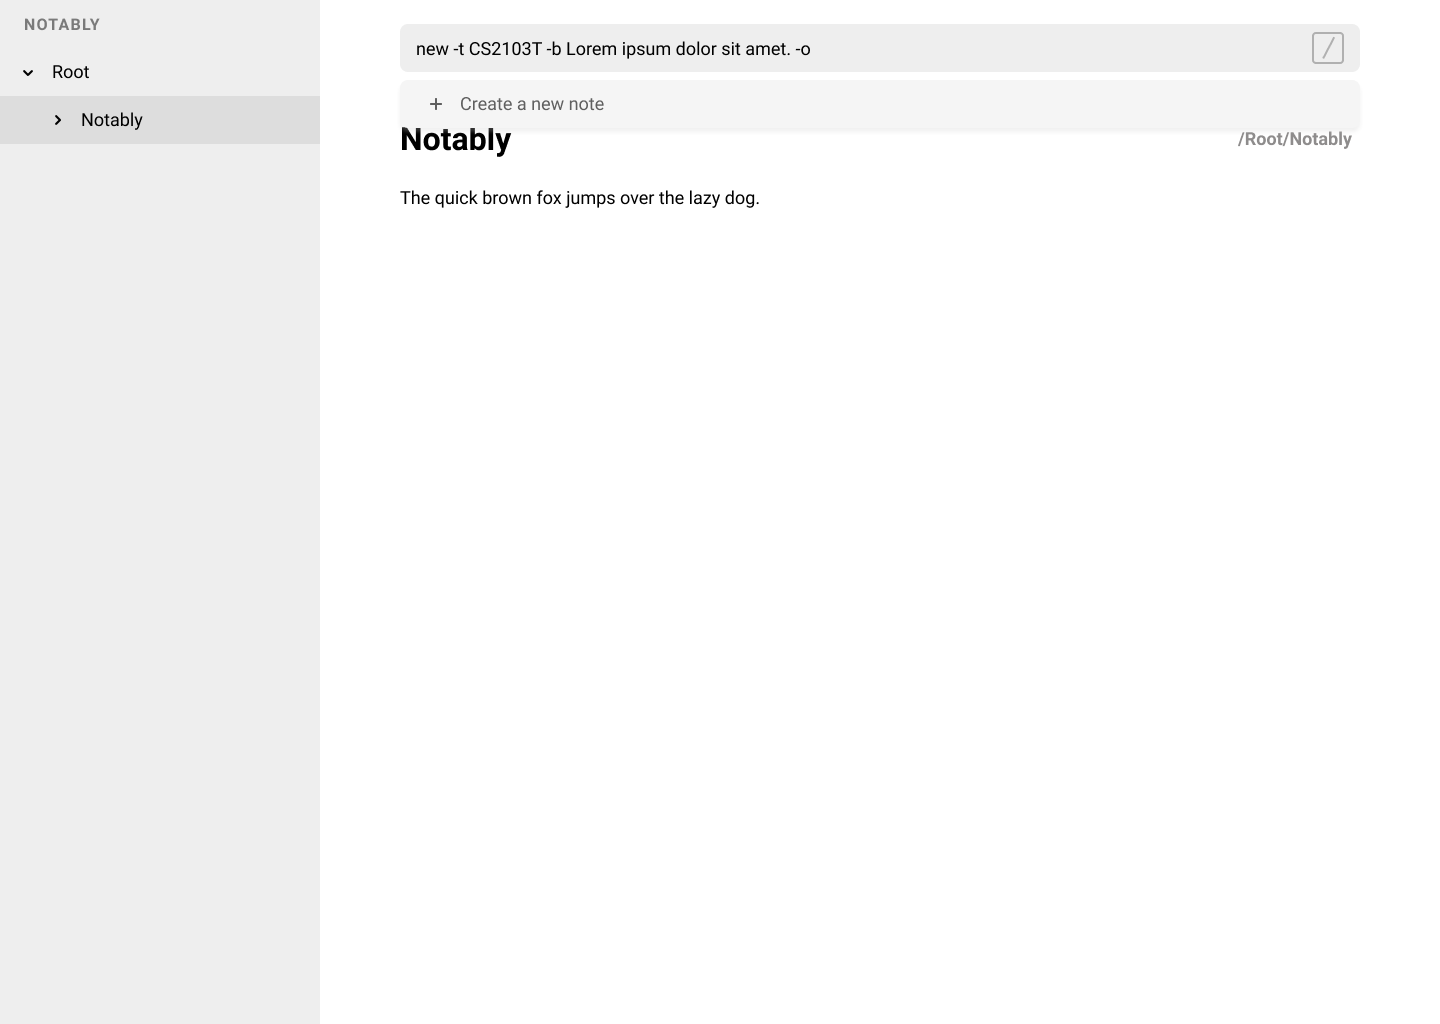 NOTABLY
Root
Notably
new -t CS2103T -b Lorem ipsum dolor sit amet. -o
/
Create a new note
Notably
/Root/Notably
The quick brown fox jumps over the lazy dog.